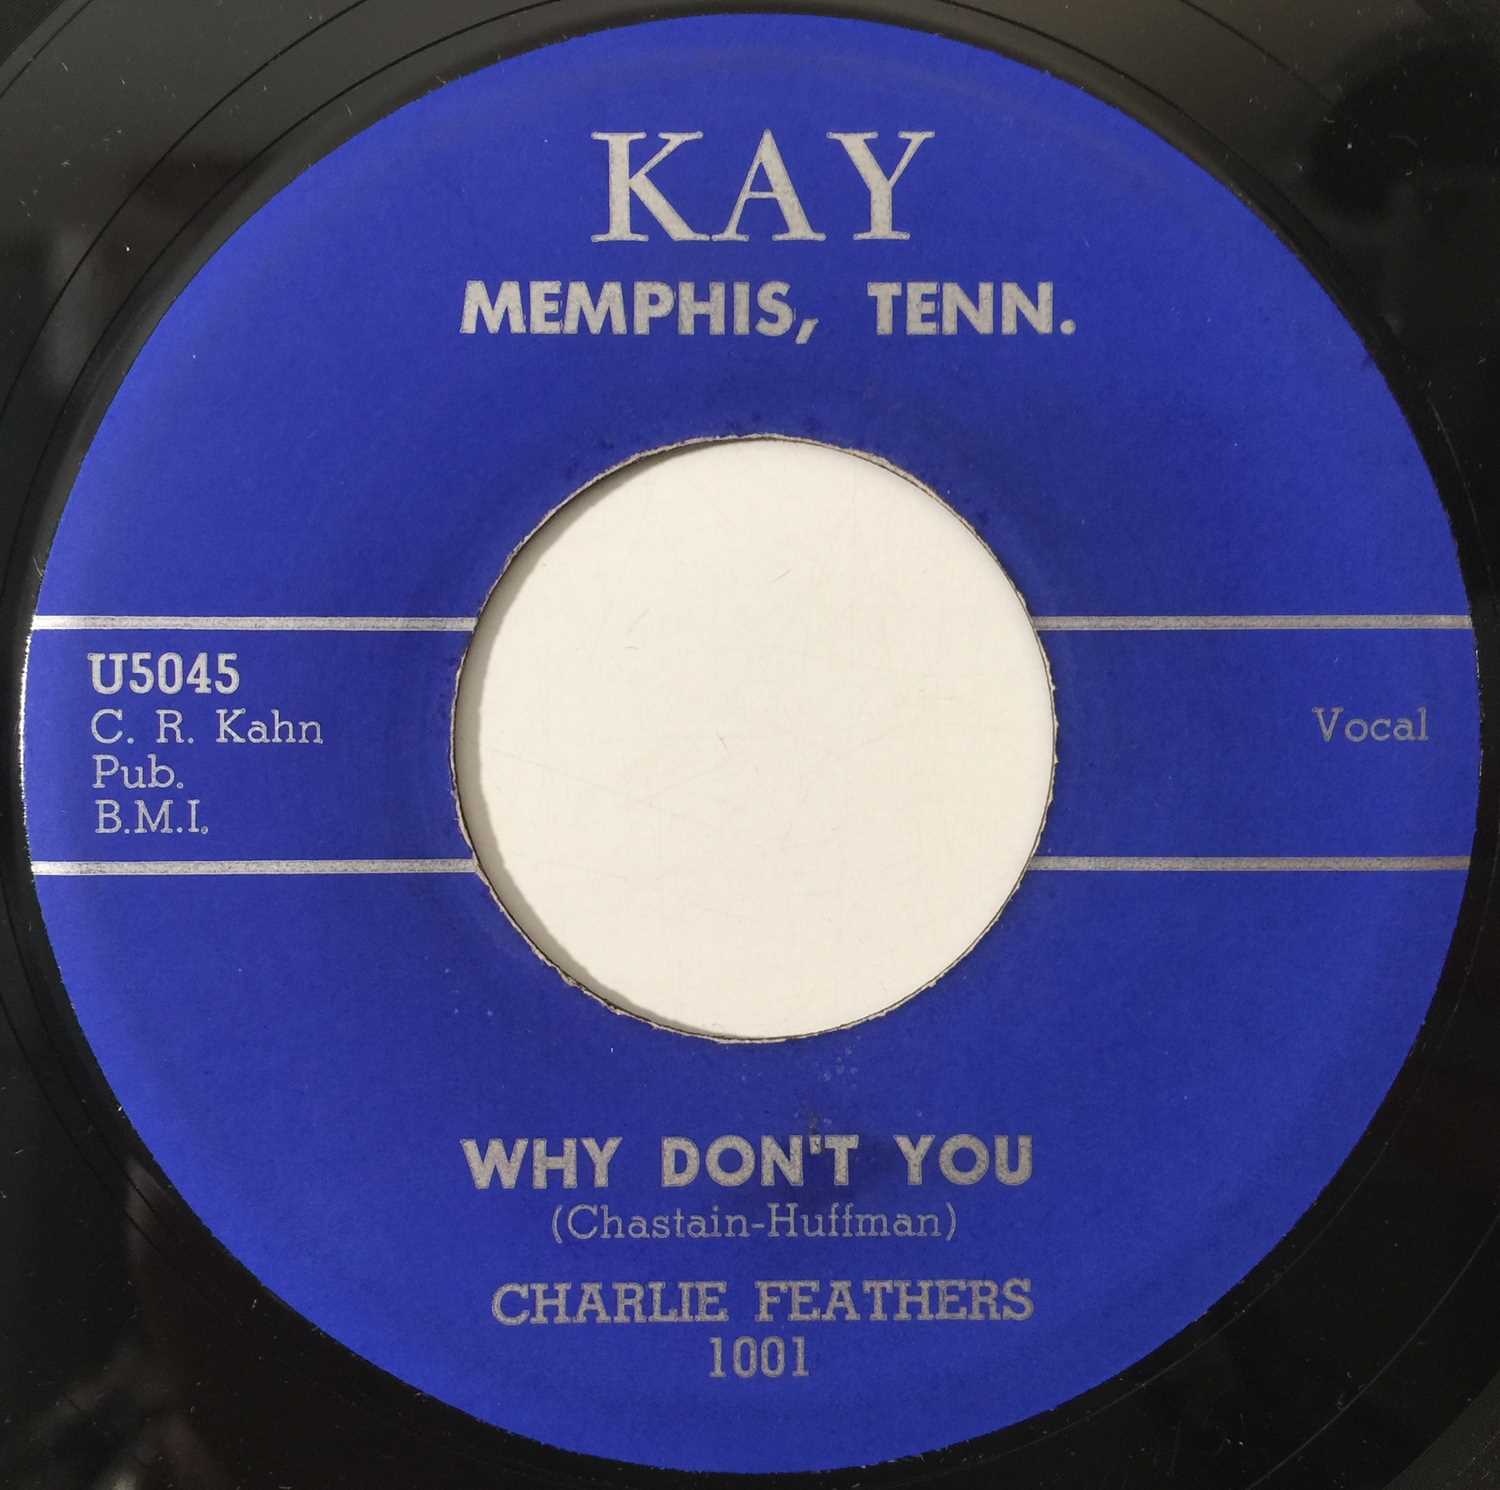 KAY
MEMPHIS, TENN.
U5045
C. R. Kahn
Pub.
B.M.I.
Vocal
WHY DON'T YOU
(Chastain-Huffman)
CHARLIE FEATHERS
1001